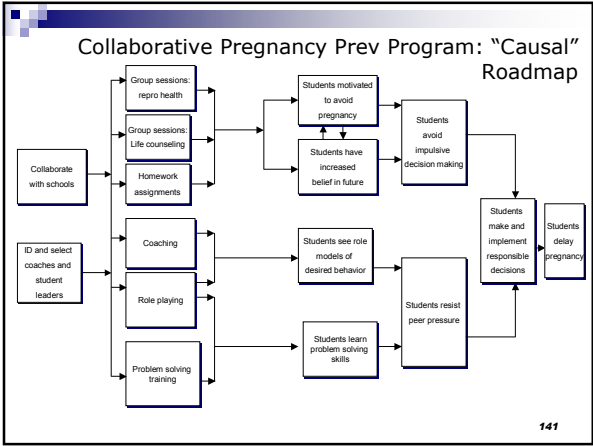 Collaborative Pregnancy Prev Program: “Causal”
Roadmap
Group sessions:
repro health
Group sessions:
Life counseling
Homework
assignments
Collaborate
with schools
ID and select
coaches and
student
leaders
Coaching
Role playing
Problem solving
training
Students motivated
to avoid
pregnancy
Students have
increased
belief in future
Students see role
models of
desired behavior
Students learn
problem solving
skills
Students
avoid
impulsive
decision making
Students resist
peer pressure
Students
make and
implement
responsible
decisions
Students
delay
pregnancy
141